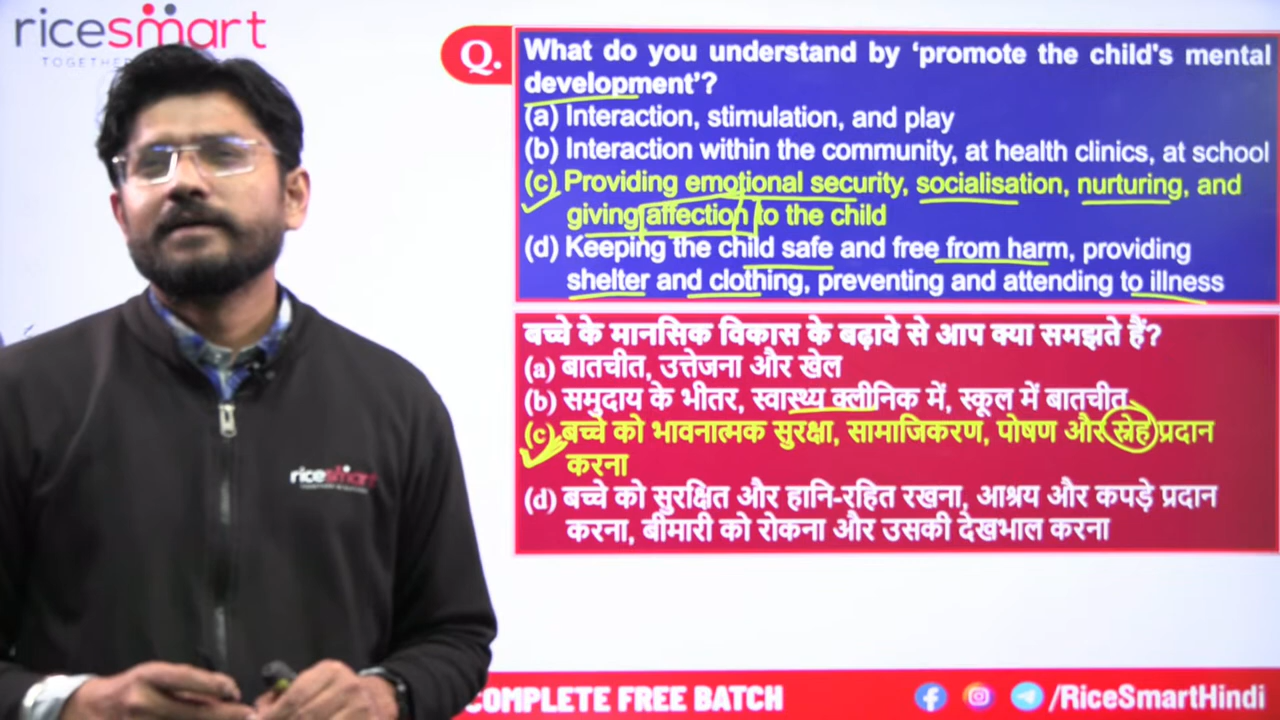 ricesmart
TOGETHER
Q.
What do you understand by ‘promote the child's mental
development’?
(a) Interaction, stimulation, and play
(b) Interaction within the community, at health clinics, at school
(c) Providing emotional security, socialisation, nurturing, and
giving affection to the child
(d) Keeping the child safe and free from harm, providing
shelter and clothing, preventing and attending to illness
बच्चे के मानसिक विकास के बढ़ावे से आप क्या समझते हैं?
(a) बातचीत, उत्तेजना और खेल
(b) समुदाय के भीतर, स्वास्थ्य क्लीनिक में, स्कूल में बातचीत
(c) बच्चे को भावनात्मक सुरक्षा, सामाजिकरण, पोषण और स्नेह प्रदान
करना
(d) बच्चे को सुरक्षित और हानि-रहित रखना, आश्रय और कपड़े प्रदान
करना, बीमारी को रोकना और उसकी देखभाल करना
ricesmart
COMPLETE FREE BATCH
/RiceSmartHindi